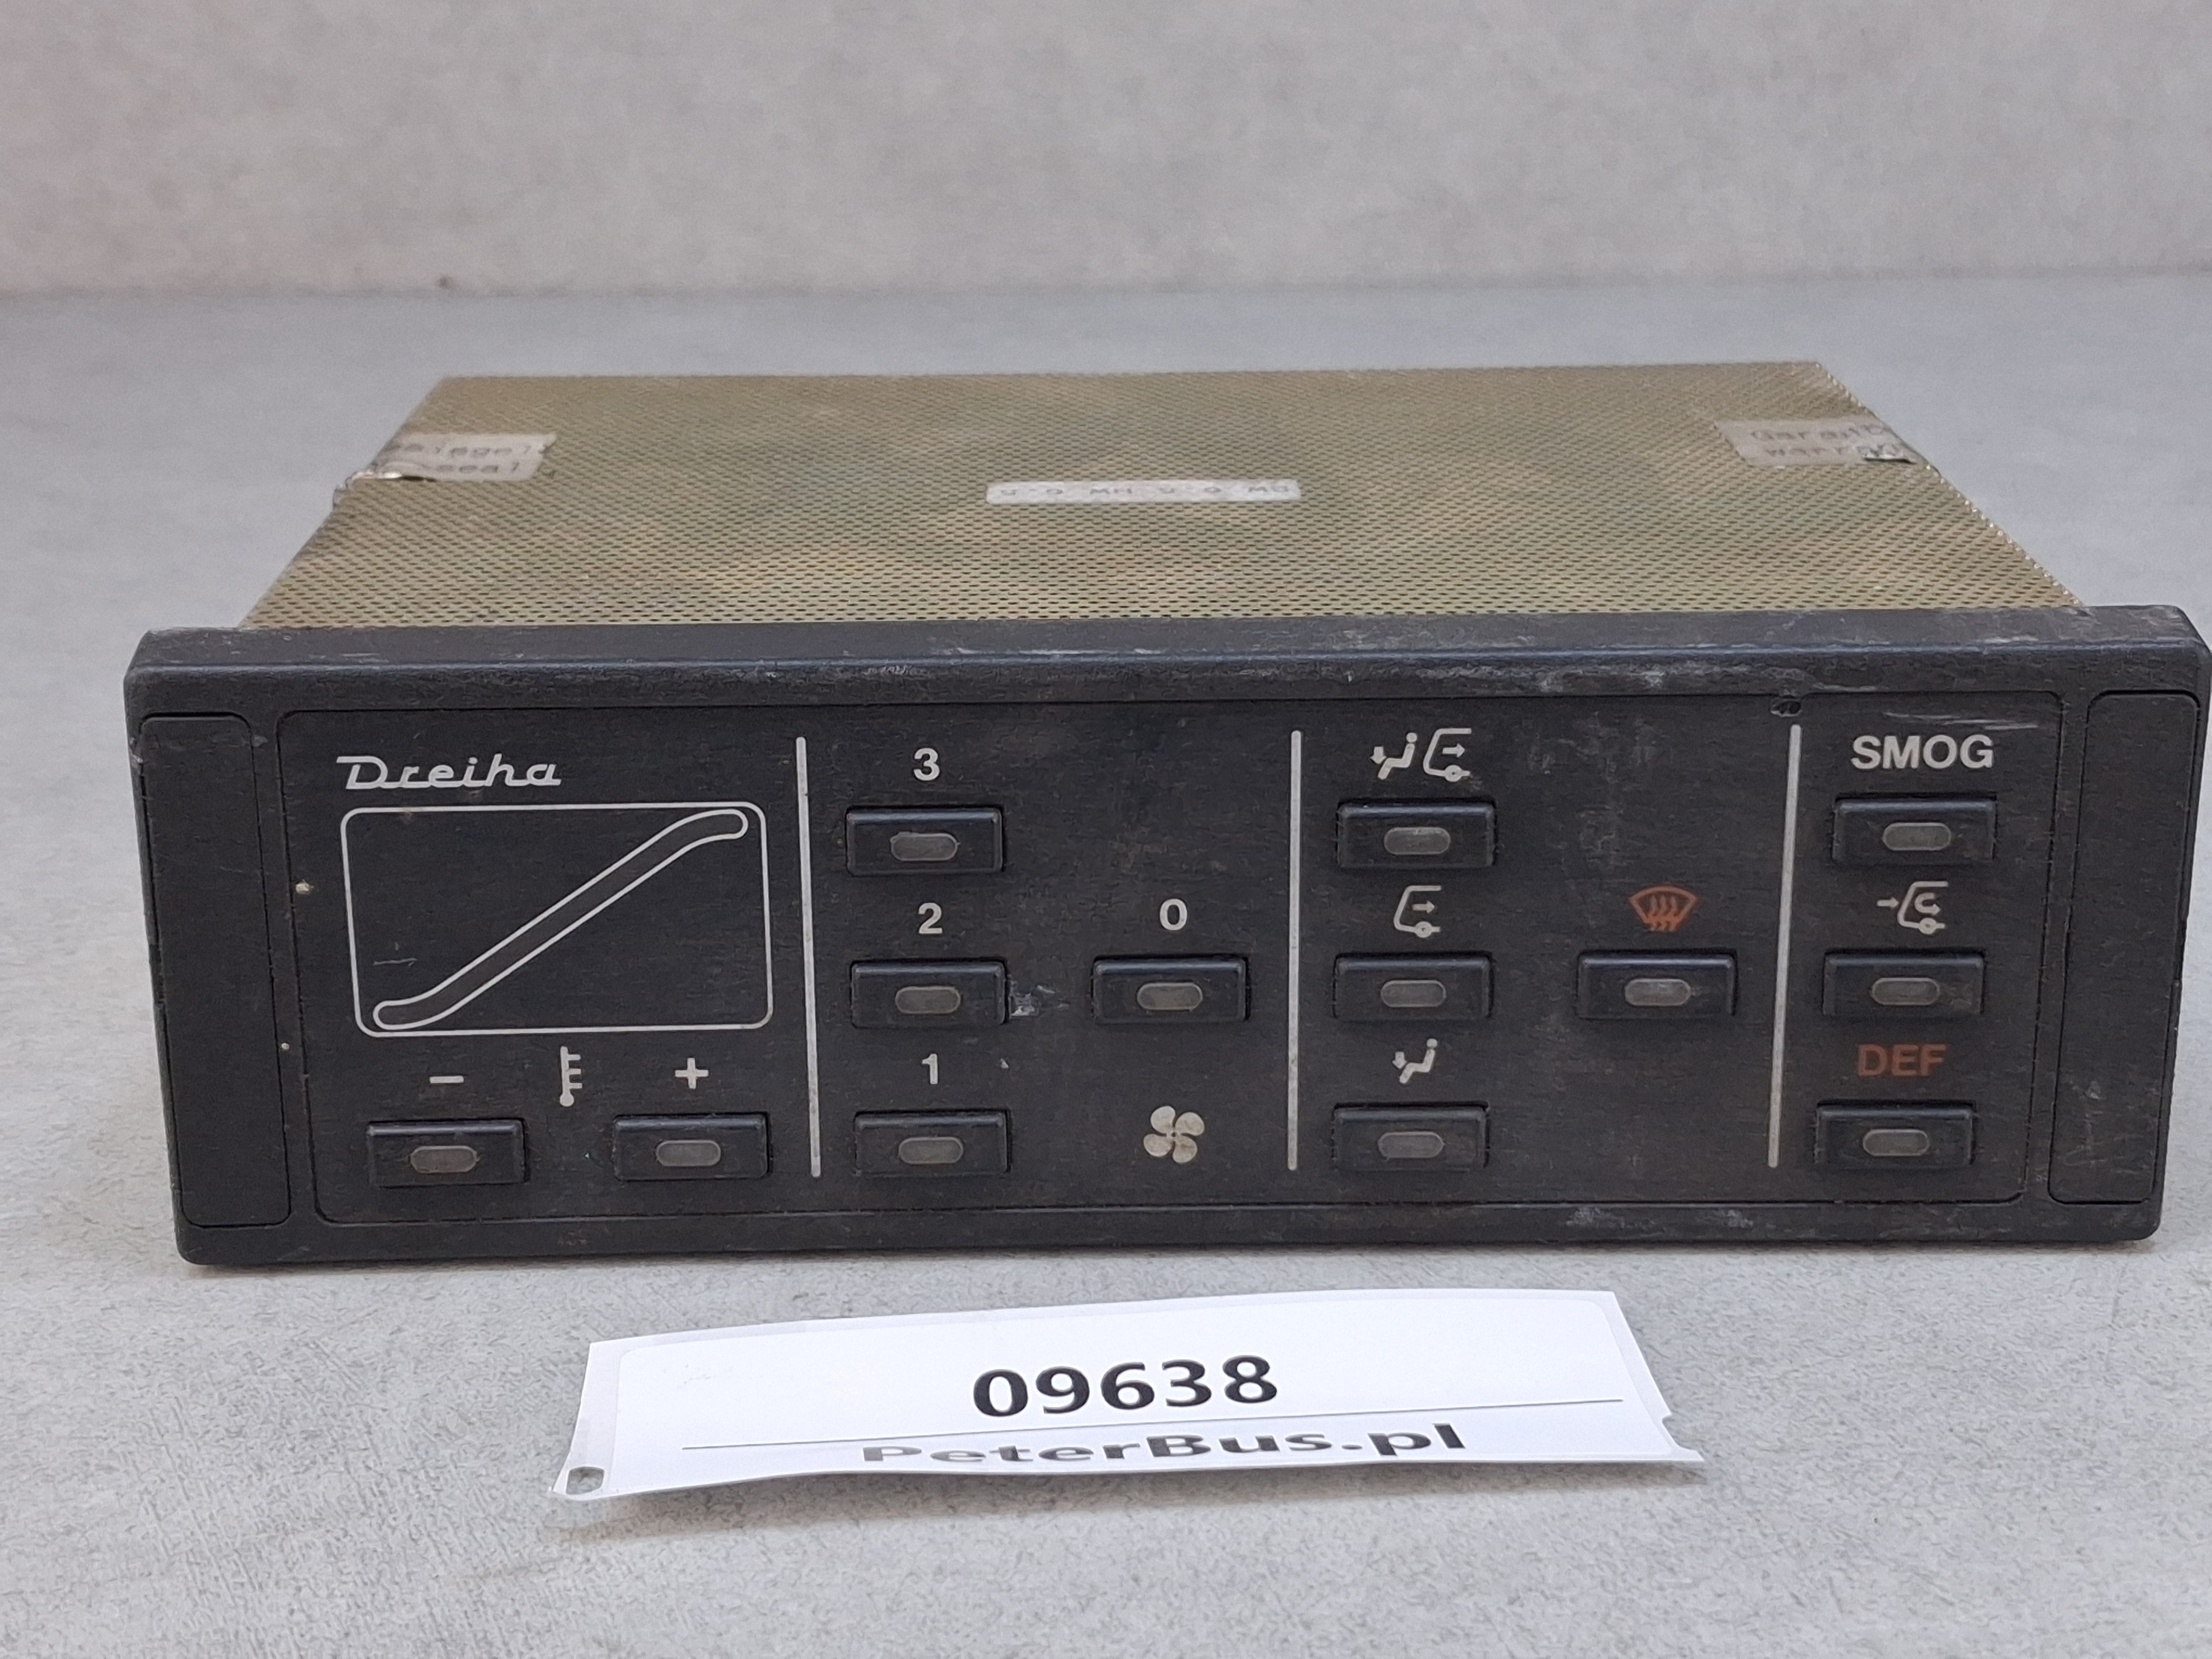 Dreiha
3
SMOG
2
0
1
DEF
- +
09638
PeterBus.pl